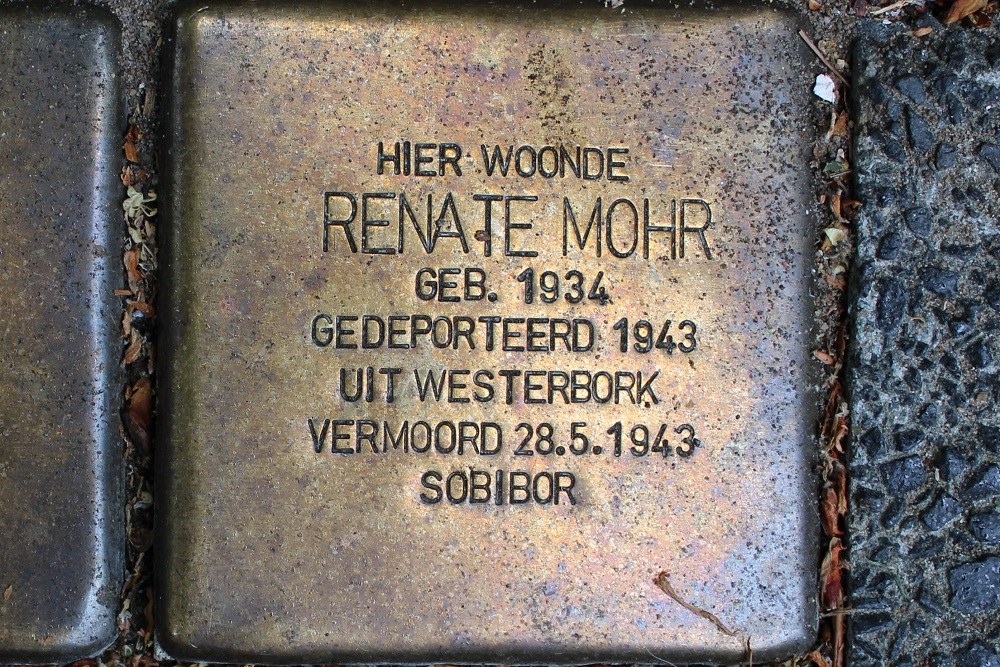 HIER WOONDE
RENATE MOHR
GEB. 1934
GEDEPORTEERD 1943
UIT WESTERBORK
VERMOORD 28.5.1943
SOBIBOR